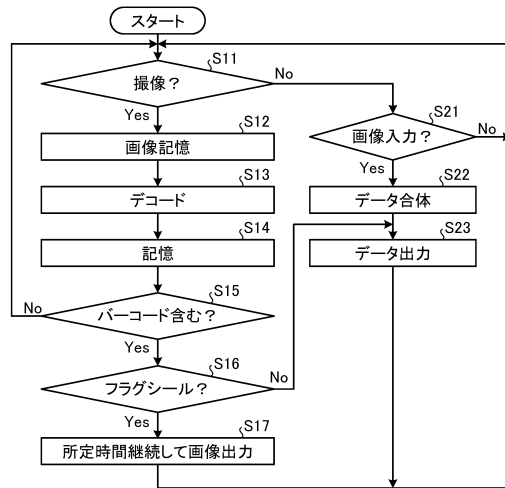 スタート
S11
撮像？
No
Yes
S12
画像記憶
S13
デコード
S14
記憶
S15
バーコード含む？
No
Yes
S16
フラグシール？
No
Yes
S17
所定時間継続して画像出力
S21
画像入力？
No
Yes
S22
データ合体
S23
データ出力